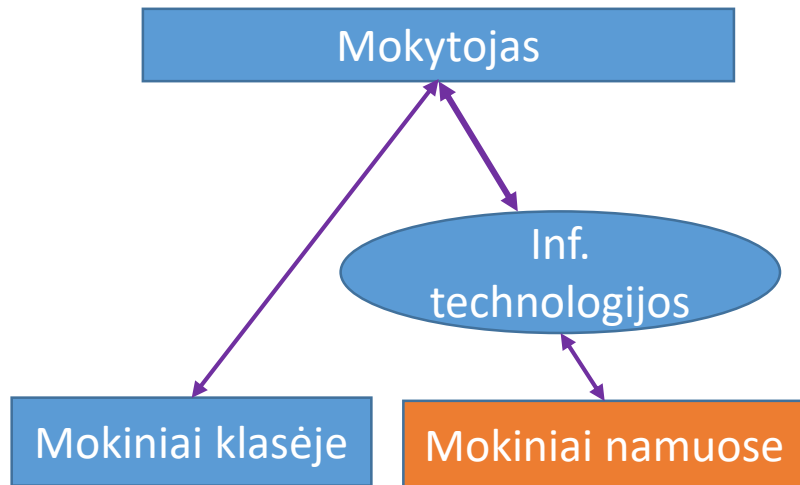 Mokytojas
Inf.
technologijos
Mokiniai klasėje
Mokiniai namuose